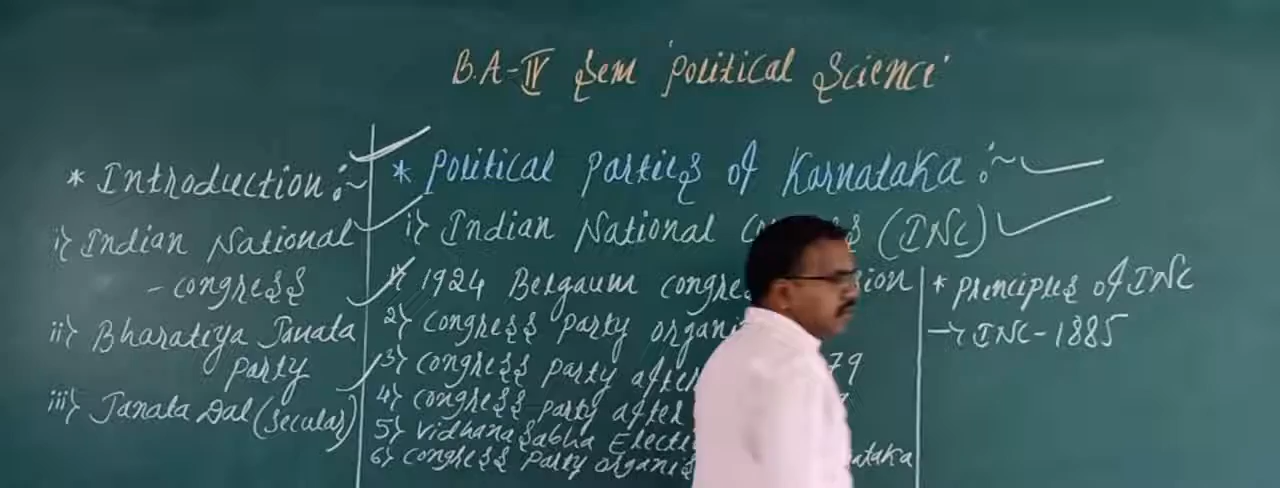 B.A-IV Sem 'Political Science'
* Introduction :~
i) Indian National
- congress
ii) Bharatiya Janata
Party
iii) Janata Dal (Secular)
* Political Parties of Karnataka :~
i) Indian National (INC)
1924 Belgaum
2) Congress Party
3) Congress Party after 79
4) Congress Party after
5) Vidhana Sabha
6) Congress Party
* Principles of INC
→ INC-1885